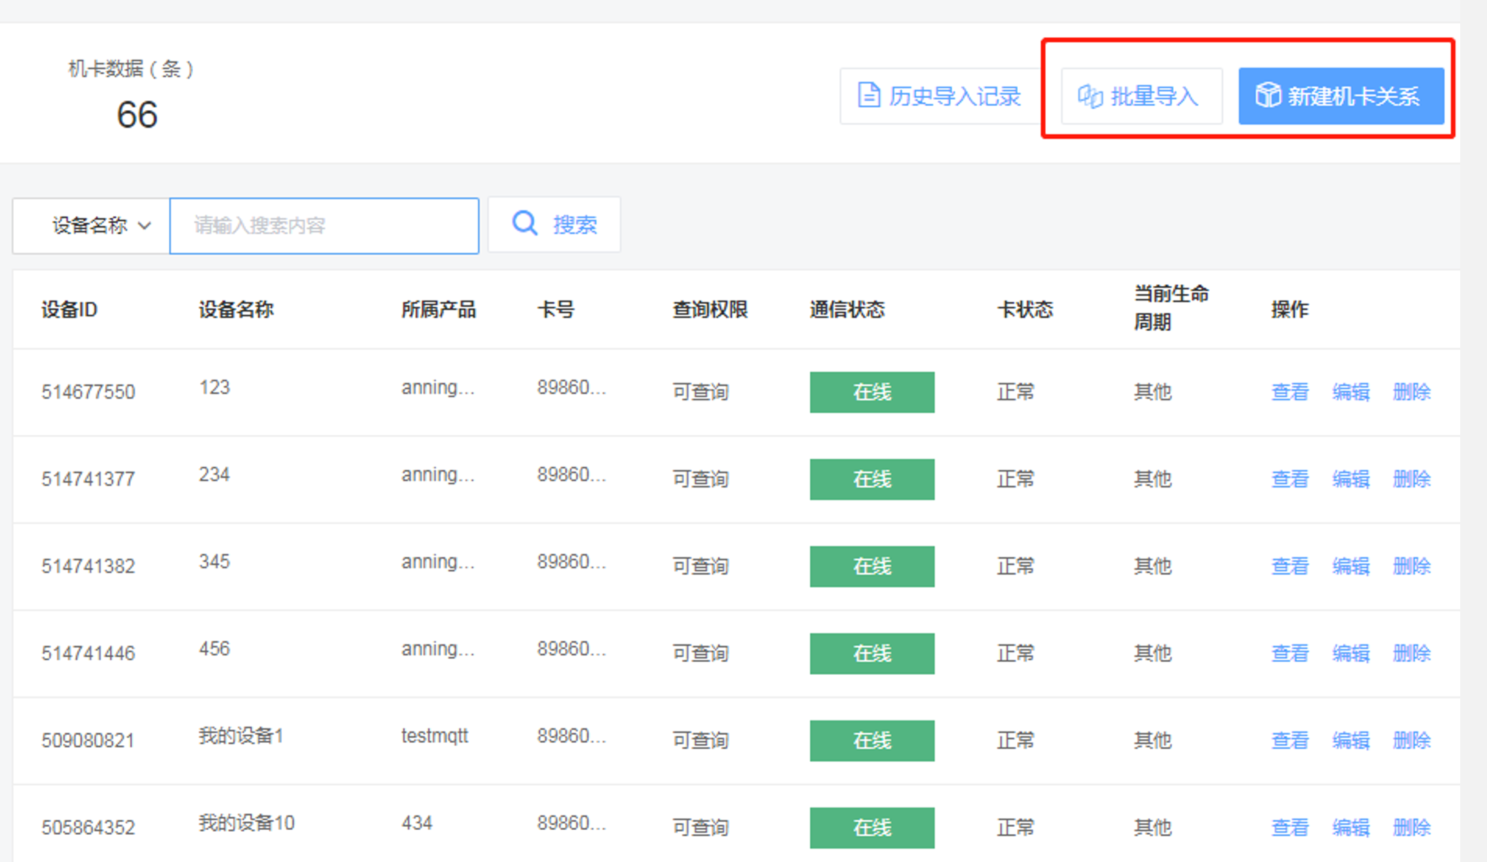 机卡数据（条）
66
历史导入记录
批量导入
新建机卡关系
设备名称
请输入搜索内容
搜索
设备ID 设备名称 所属产品 卡号 查询权限 通信状态 卡状态 当前生命周期 操作
514677550 123 anning... 89860... 可查询 在线 正常 其他 查看 编辑 删除
514741377 234 anning... 89860... 可查询 在线 正常 其他 查看 编辑 删除
514741382 345 anning... 89860... 可查询 在线 正常 其他 查看 编辑 删除
514741446 456 anning... 89860... 可查询 在线 正常 其他 查看 编辑 删除
509080821 我的设备1 testmqtt 89860... 可查询 在线 正常 其他 查看 编辑 删除
505864352 我的设备10 434 89860... 可查询 在线 正常 其他 查看 编辑 删除